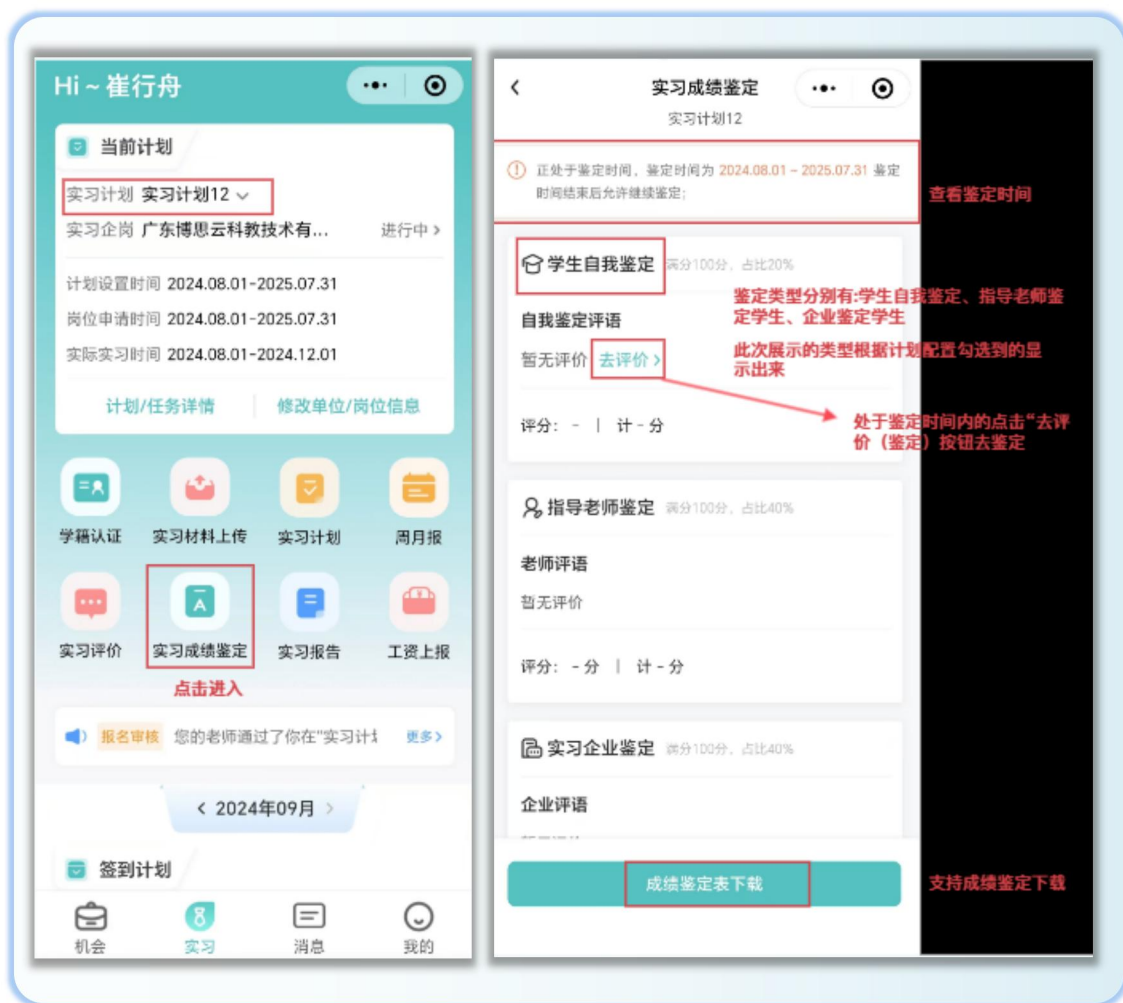 Hi ~ 崔行舟
当前计划
实习计划 实习计划12
实习企岗 广东博思云科教技术有... 进行中 >
计划设置时间 2024.08.01-2025.07.31
岗位申请时间 2024.08.01-2025.07.31
实际实习时间 2024.08.01-2024.12.01
计划/任务详情 修改单位/岗位信息
学籍认证 实习材料上传 实习计划 周月报
实习评价 实习成绩鉴定 实习报告 工资上报
点击进入
报名审核 您的老师通过了你在"实习计 更多 >
< 2024年09月 >
签到计划
机会 实习 消息 我的
< 实习成绩鉴定
实习计划12
正处于鉴定时间，鉴定时间为 2024.08.01 ~ 2025.07.31 鉴定
时间结束后允许继续鉴定;
查看鉴定时间
学生自我鉴定 满分100分，占比20%
鉴定类型分别有:学生自我鉴定、指导老师鉴
定学生、企业鉴定学生
自我鉴定评语
暂无评价 去评价 >
此次展示的类型根据计划配置勾选到的显
示出来
处于鉴定时间内的点击“去评
价（鉴定）按钮去鉴定
评分: - | 计 - 分
指导老师鉴定 满分100分，占比40%
老师评语
暂无评价
评分: - 分 | 计 - 分
实习企业鉴定 满分100分，占比40%
企业评语
成绩鉴定表下载
支持成绩鉴定下载